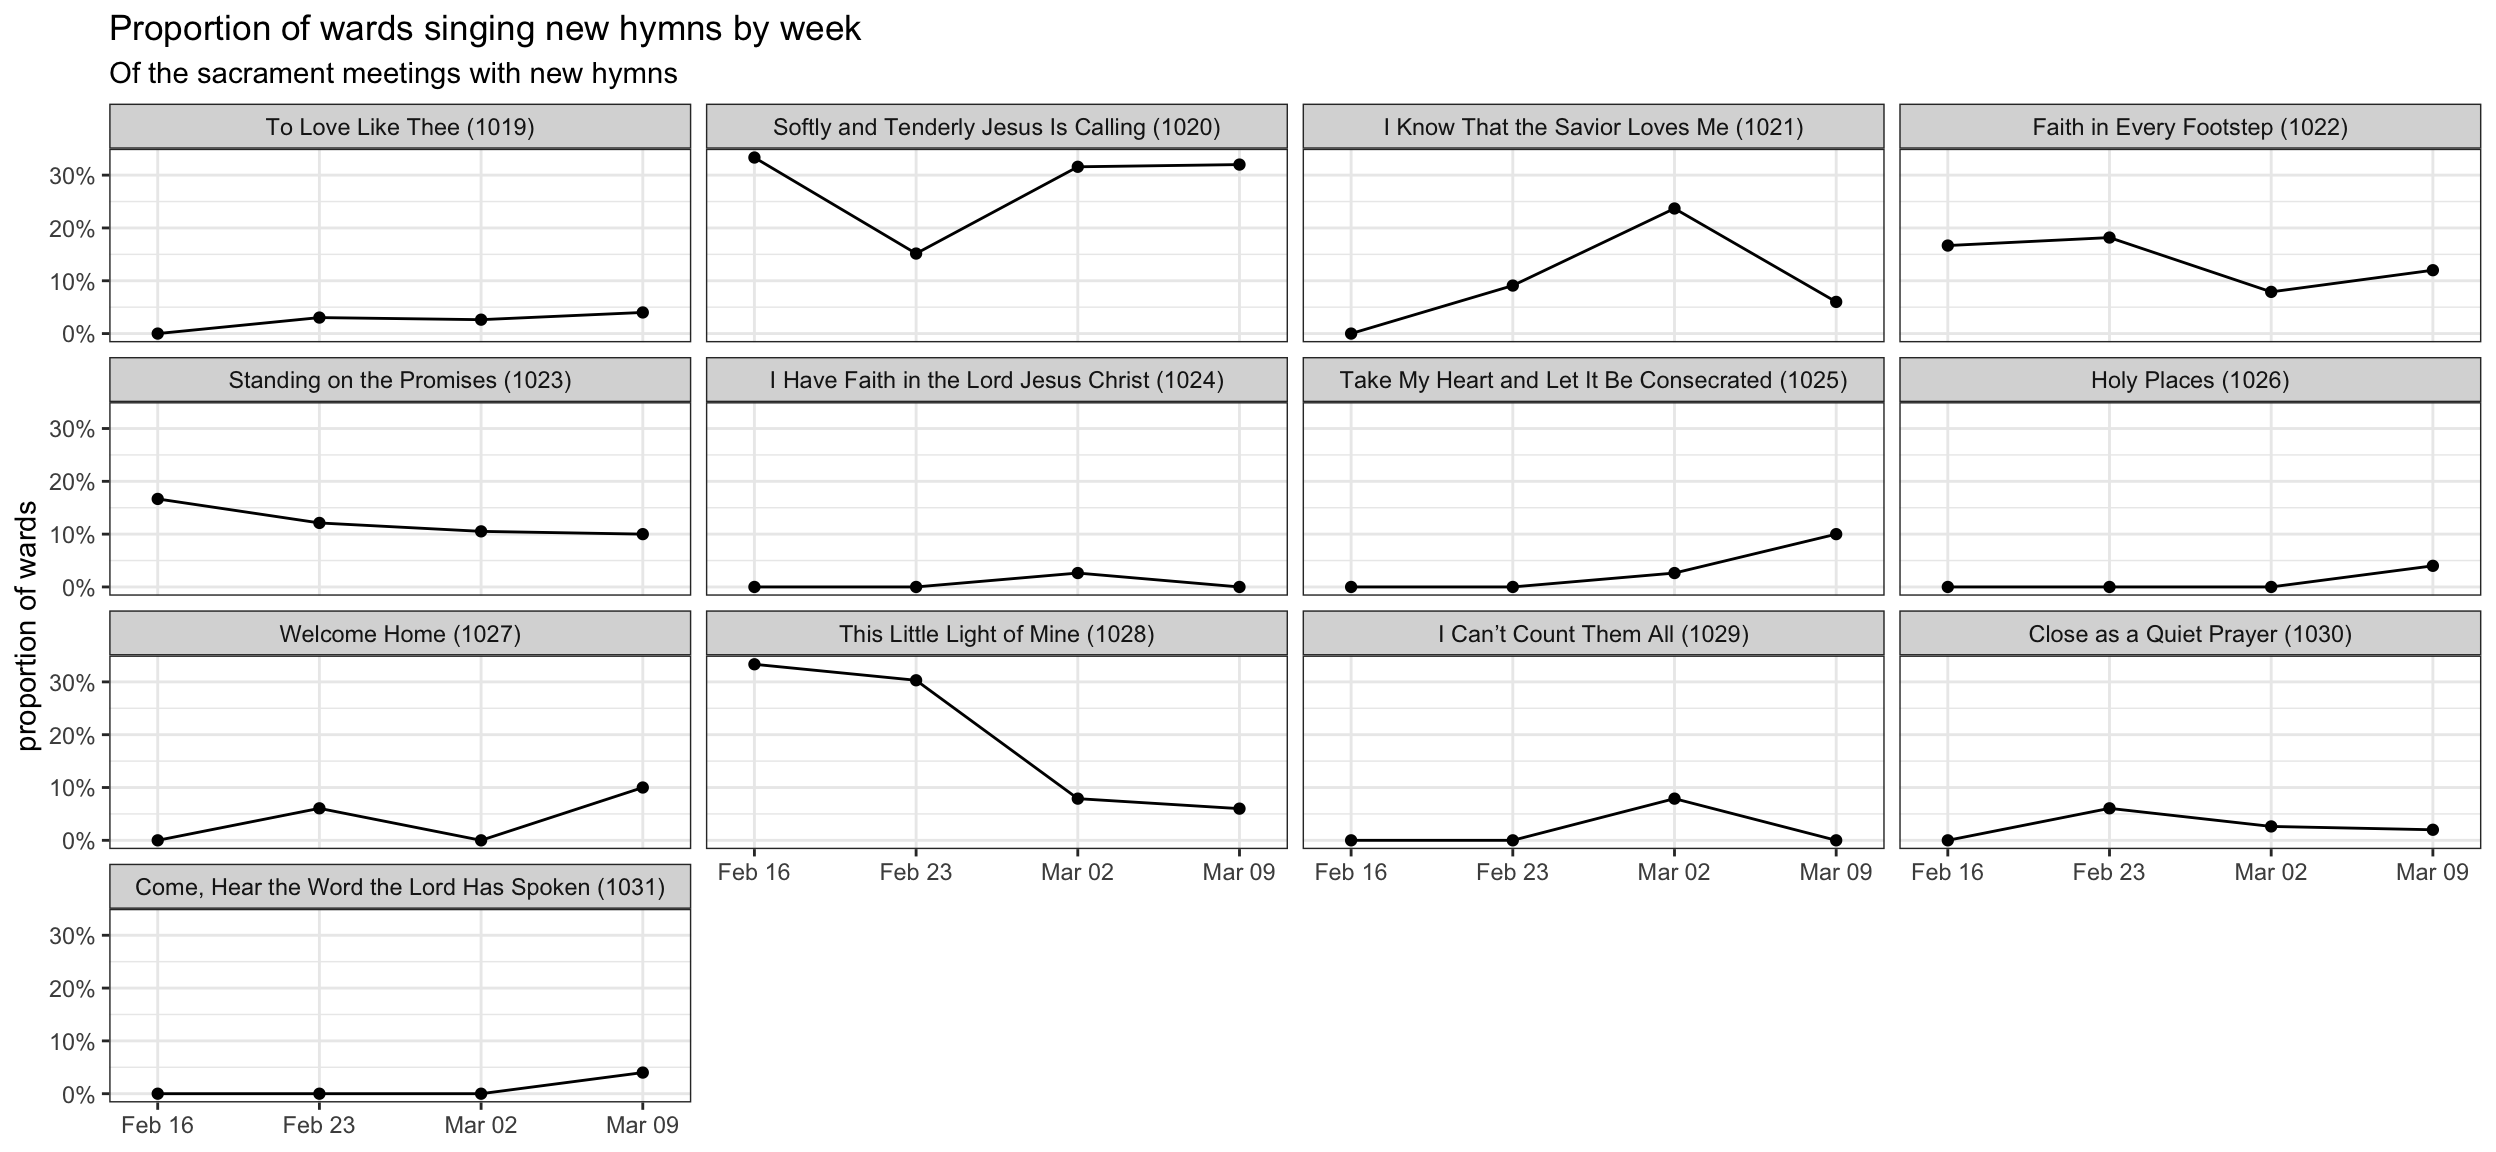 Proportion of wards singing new hymns by week
Of the sacrament meetings with new hymns
To Love Like Thee (1019)
Softly and Tenderly Jesus Is Calling (1020)
I Know That the Savior Loves Me (1021)
Faith in Every Footstep (1022)
30%
20%
10%
0%
Standing on the Promises (1023)
I Have Faith in the Lord Jesus Christ (1024)
Take My Heart and Let It Be Consecrated (1025)
Holy Places (1026)
30%
20%
10%
0%
proportion of wards
Welcome Home (1027)
This Little Light of Mine (1028)
I Can’t Count Them All (1029)
Close as a Quiet Prayer (1030)
30%
20%
10%
0%
Feb 16 Feb 23 Mar 02 Mar 09
Feb 16 Feb 23 Mar 02 Mar 09
Feb 16 Feb 23 Mar 02 Mar 09
Come, Hear the Word the Lord Has Spoken (1031)
30%
20%
10%
0%
Feb 16 Feb 23 Mar 02 Mar 09